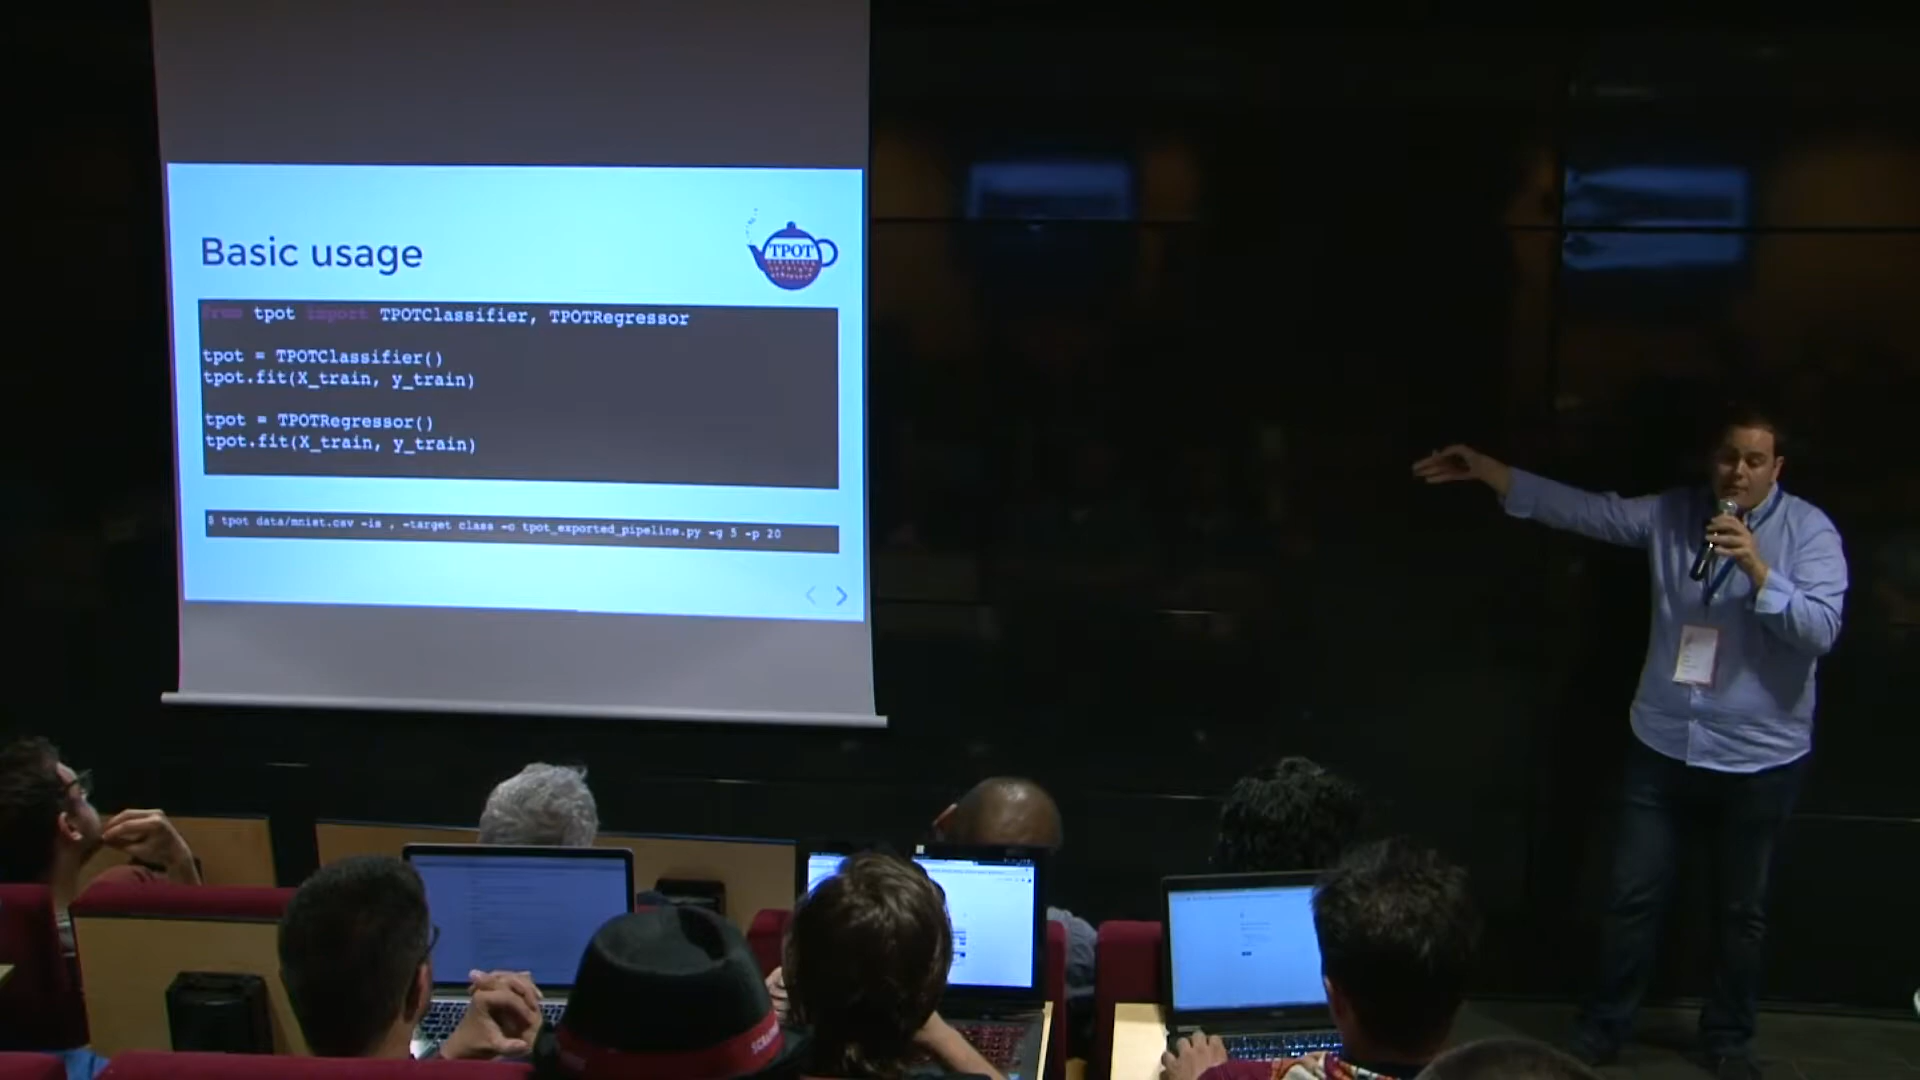 Basic usage
TPOT
from tpot import TPOTClassifier, TPOTRegressor
tpot = TPOTClassifier()
tpot.fit(X_train, y_train)
tpot = TPOTRegressor()
tpot.fit(X_train, y_train)
$ tpot data/mnist.csv -is , -target class -o tpot_exported_pipeline.py -g 5 -p 20